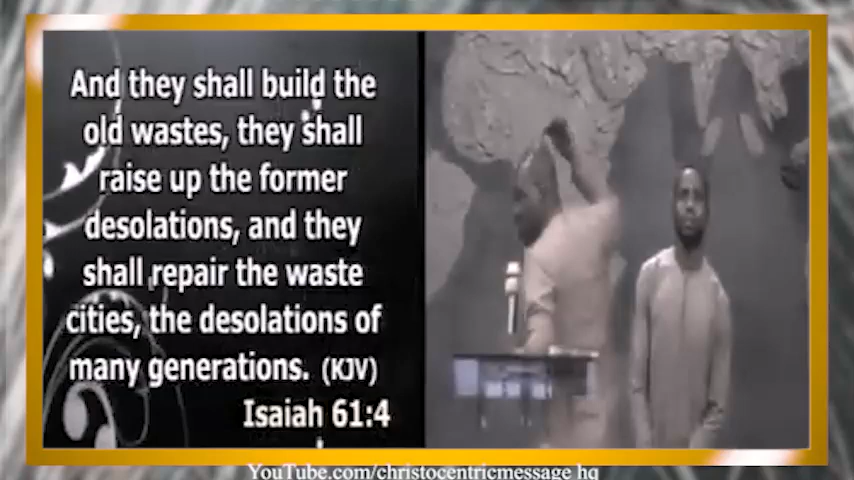 And they shall build the
old wastes, they shall
raise up the former
desolations, and they
shall repair the waste
cities, the desolations of
many generations. (KJV)
Isaiah 61:4
YouTube.com/christocentricmessage hq